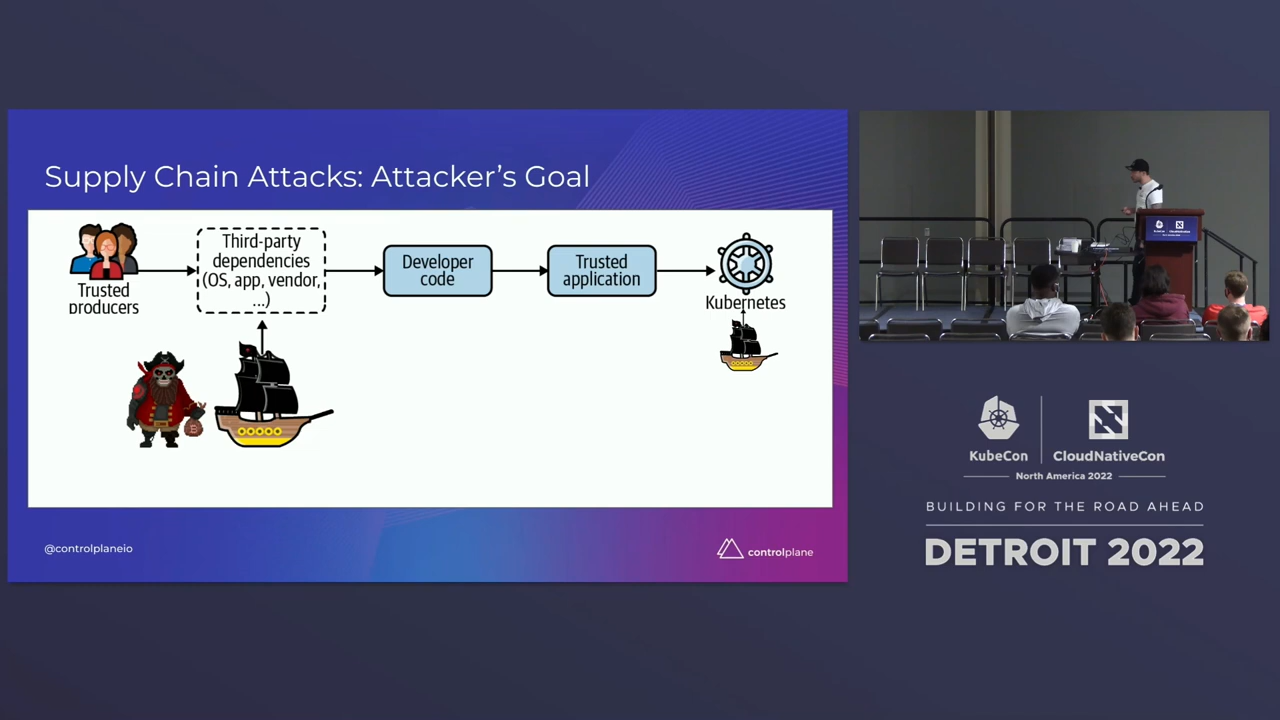 Supply Chain Attacks: Attacker's Goal
Trusted
producers
Third-party
dependencies
(OS, app, vendor,
...)
Developer
code
Trusted
application
Kubernetes
@controlplaneio
controlplane
KubeCon
CloudNativeCon
North America 2022
BUILDING FOR THE ROAD AHEAD
DETROIT 2022